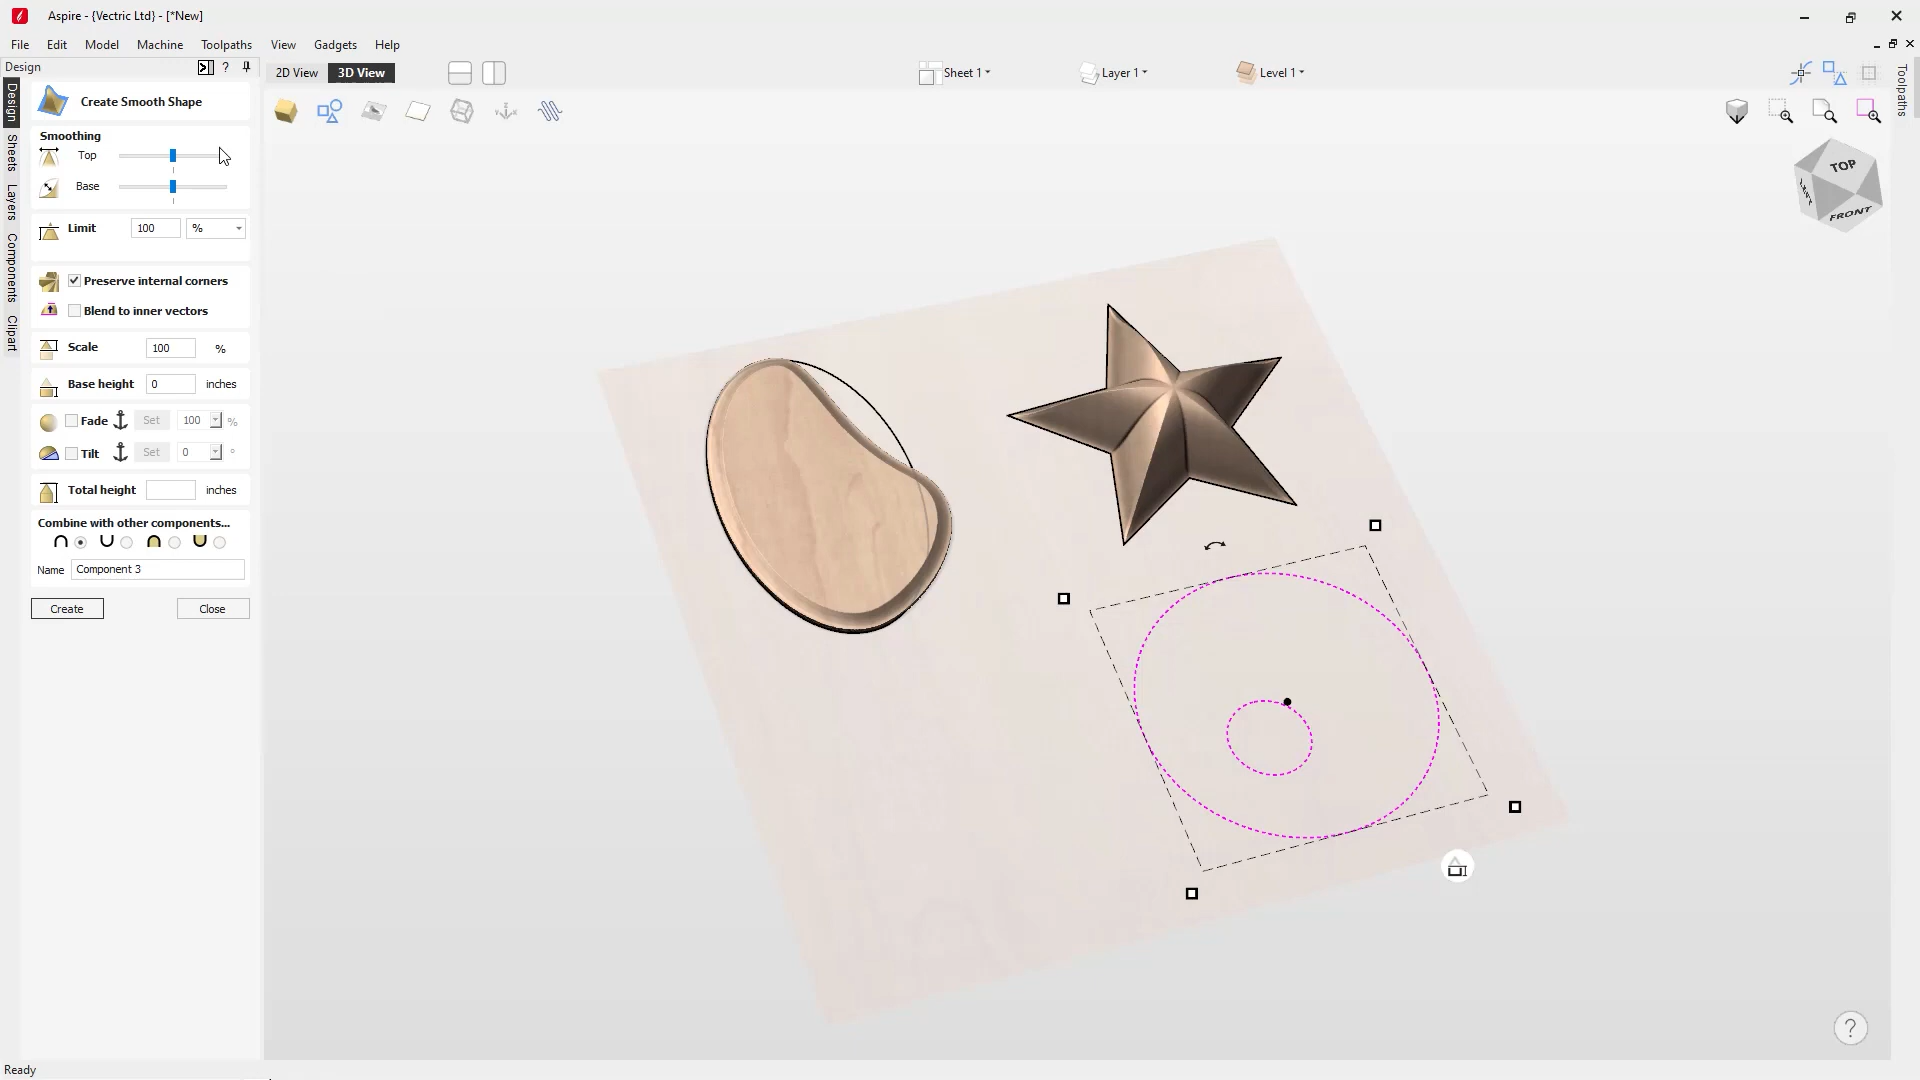 Aspire - {Vectric Ltd} - [*New]
File Edit Model Machine Toolpaths View Gadgets Help
Design
2D View 3D View Sheet 1 Layer 1 Level 1
Toolpaths
Design
Sheets
Layers
Components
Clipart
Create Smooth Shape
Smoothing
Top
Base
Limit 100 %
Preserve internal corners
Blend to inner vectors
Scale 100 %
Base height 0 inches
Fade Set 100 %
Tilt Set 0 °
Total height inches
Combine with other components...
Name Component 3
Create Close
TOP
LEFT
FRONT
?
Ready